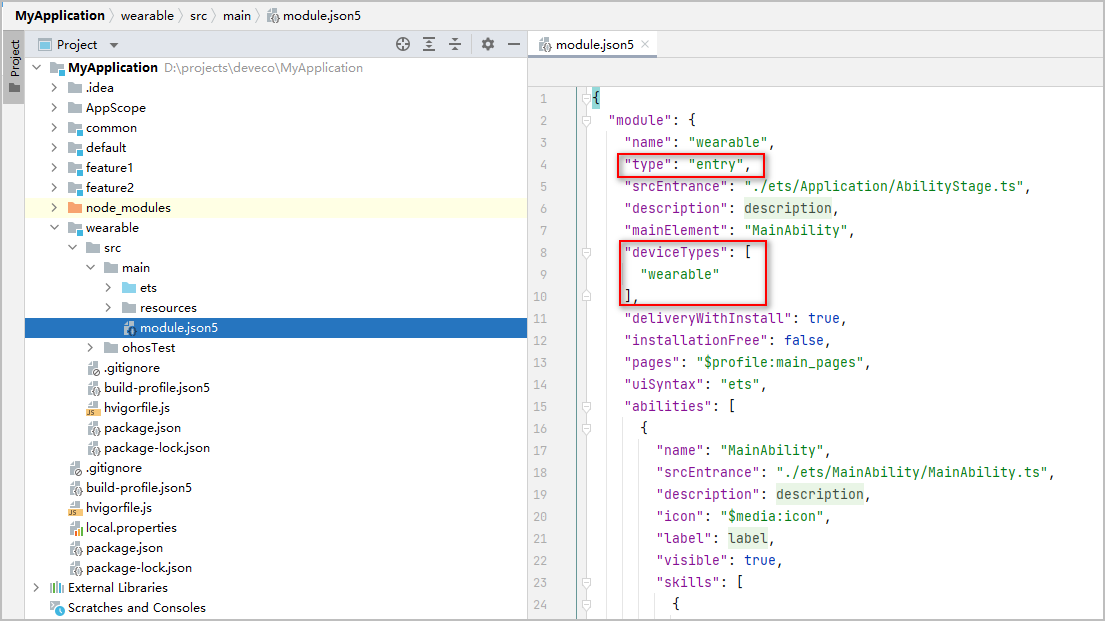 MyApplication wearable src main module.json5
Project
Project
module.json5
MyApplication D:\projects\deveco\MyApplication
.idea
AppScope
common
default
feature1
feature2
node_modules
wearable
src
main
ets
resources
module.json5
ohosTest
.gitignore
build-profile.json5
hvigorfile.js
package.json
package-lock.json
.gitignore
build-profile.json5
hvigorfile.js
local.properties
package.json
package-lock.json
External Libraries
Scratches and Consoles
1 {
2 "module": {
3 "name": "wearable",
4 "type": "entry",
5 "srcEntrance": "./ets/Application/AbilityStage.ts",
6 "description": description,
7 "mainElement": "MainAbility",
8 "deviceTypes": [
9 "wearable"
10 ],
11 "deliveryWithInstall": true,
12 "installationFree": false,
13 "pages": "$profile:main_pages",
14 "uiSyntax": "ets",
15 "abilities": [
16 {
17 "name": "MainAbility",
18 "srcEntrance": "./ets/MainAbility/MainAbility.ts",
19 "description": description,
20 "icon": "$media:icon",
21 "label": label,
22 "visible": true,
23 "skills": [
24 {